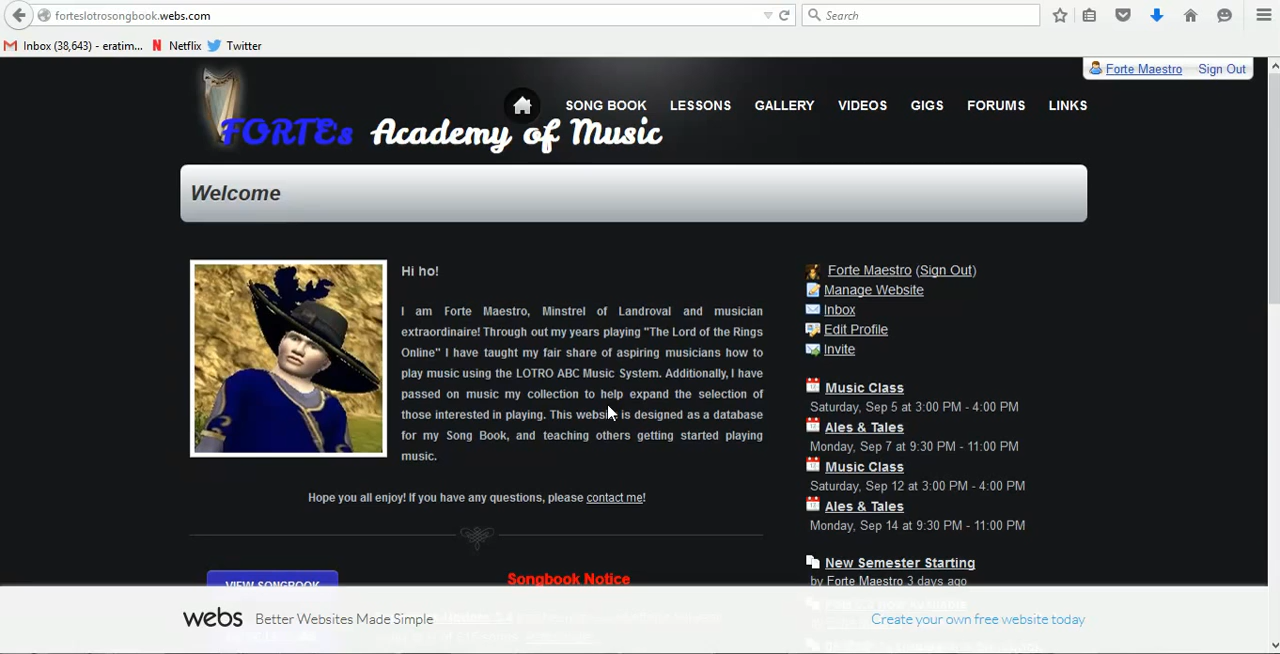 forteslotrosongbook.webs.com
Search
Inbox (38,643) - eratim...
Netflix
Twitter
Forte Maestro Sign Out
SONG BOOK LESSONS GALLERY VIDEOS GIGS FORUMS LINKS
FORTEs Academy of Music
Welcome
Hi ho!
I am Forte Maestro, Minstrel of Landroval and musician
extraordinaire! Through out my years playing "The Lord of the Rings
Online" I have taught my fair share of aspiring musicians how to
play music using the LOTRO ABC Music System. Additionally, I have
passed on music my collection to help expand the selection of
those interested in playing. This website is designed as a database
for my Song Book, and teaching others getting started playing
music.
Hope you all enjoy! If you have any questions, please contact me!
VIEW SONGBOOK
Songbook Notice
Forte Maestro (Sign Out)
Manage Website
Inbox
Edit Profile
Invite
Music Class
Saturday, Sep 5 at 3:00 PM - 4:00 PM
Ales & Tales
Monday, Sep 7 at 9:30 PM - 11:00 PM
Music Class
Saturday, Sep 12 at 3:00 PM - 4:00 PM
Ales & Tales
Monday, Sep 14 at 9:30 PM - 11:00 PM
New Semester Starting
by Forte Maestro 3 days ago
webs Better Websites Made Simple
Create your own free website today